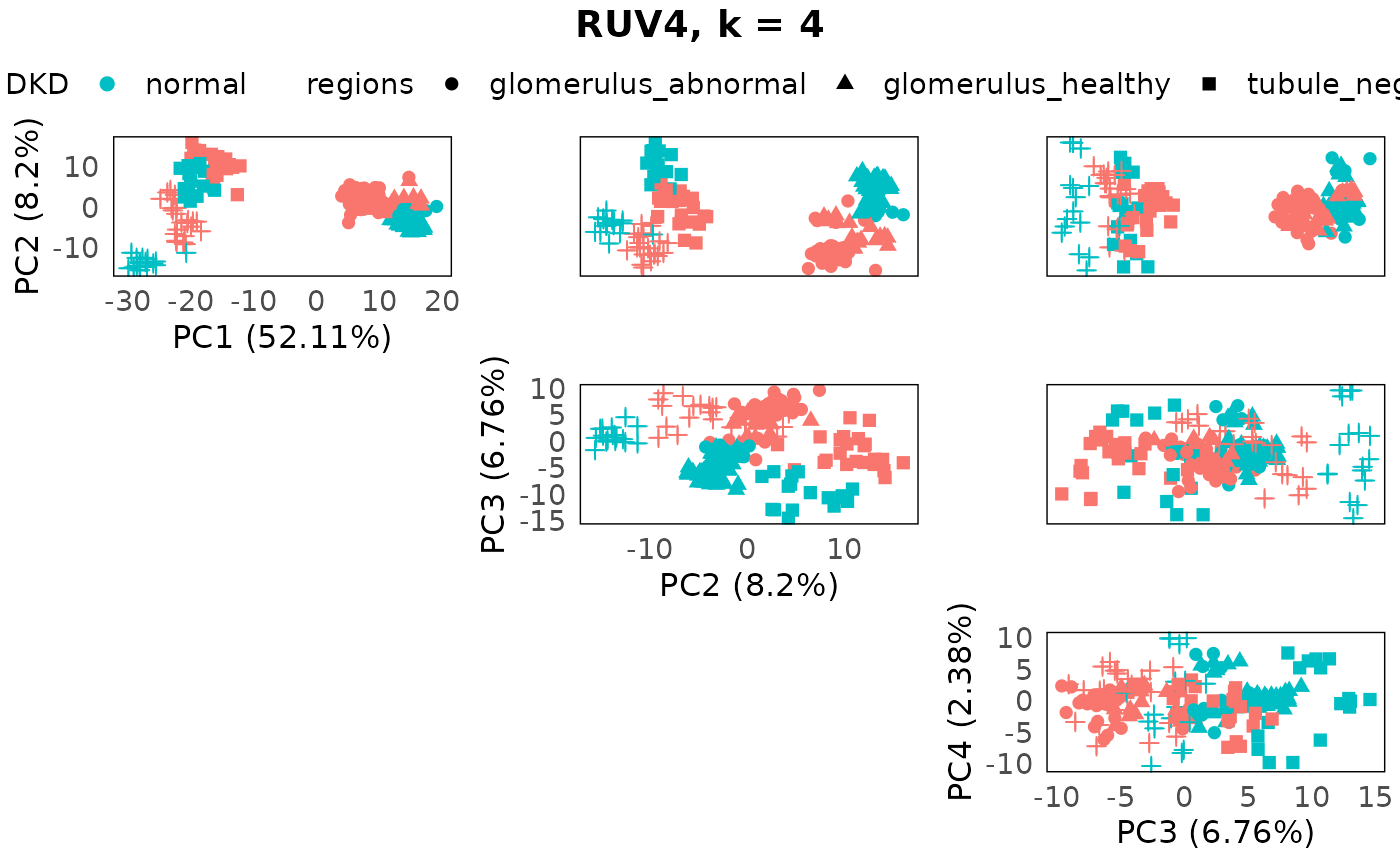 RUV4, k = 4
DKD normal regions glomerulus_abnormal glomerulus_healthy tubule_neg
PC2 (8.2%)
10
0
-10
-30 -20 -10 0 10 20
PC1 (52.11%)
PC3 (6.76%)
10
5
0
-5
-10
-15
-10 0 10
PC2 (8.2%)
PC4 (2.38%)
10
5
0
-5
-10
-10 -5 0 5 10 15
PC3 (6.76%)